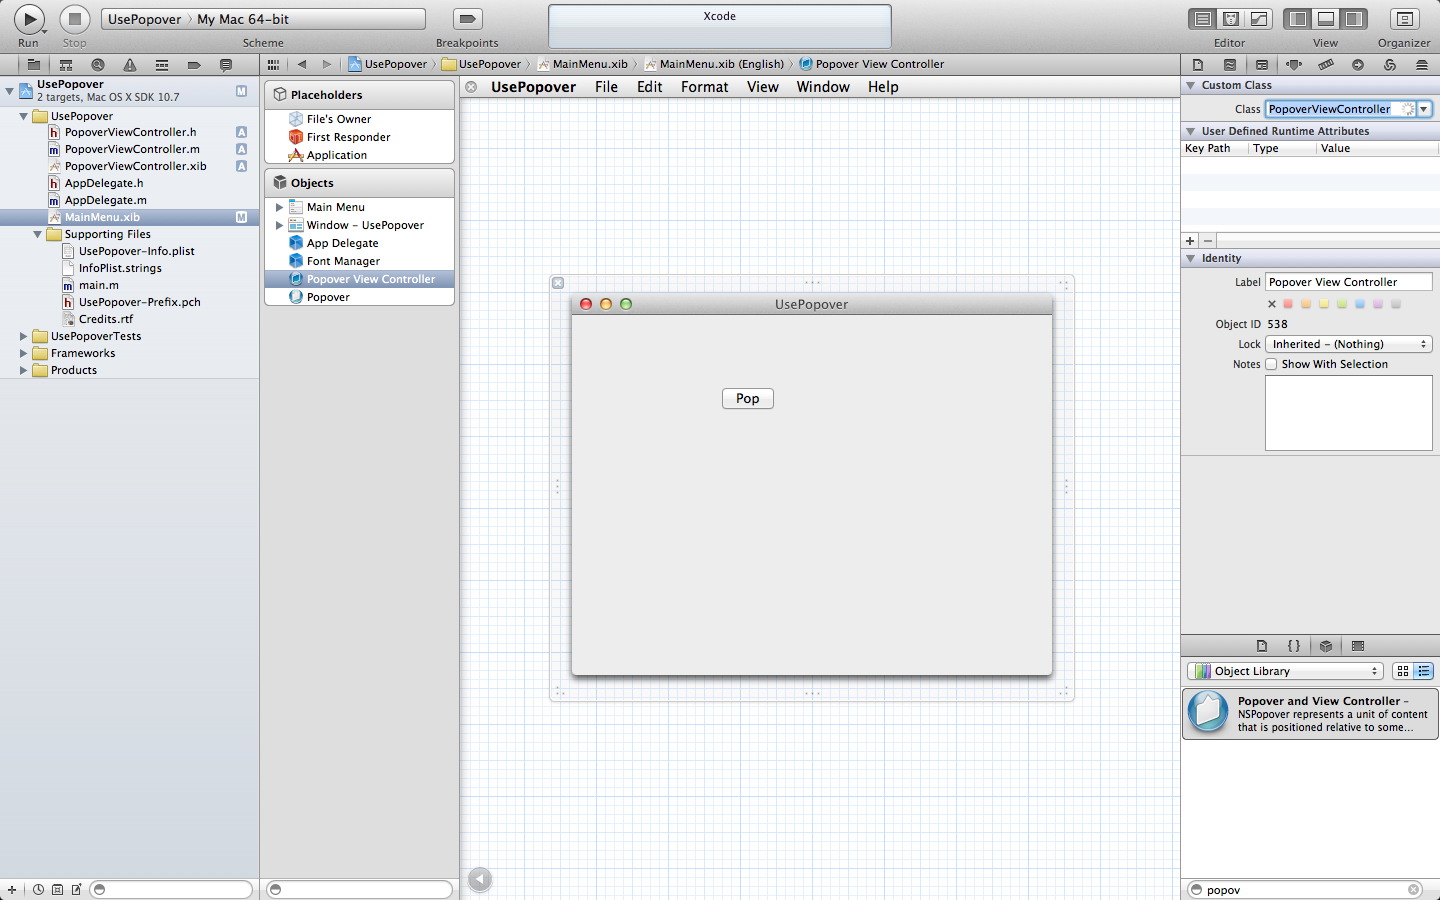 UsePopover 〉 My Mac 64-bit
Xcode
Run
Stop
Scheme
Breakpoints
Editor
View
Organizer
UsePopover
2 targets, Mac OS X SDK 10.7
M
UsePopover
PopoverViewController.h
A
PopoverViewController.m
A
PopoverViewController.xib
A
AppDelegate.h
AppDelegate.m
MainMenu.xib
M
Supporting Files
UsePopover-Info.plist
InfoPlist.strings
main.m
UsePopover-Prefix.pch
Credits.rtf
UsePopoverTests
Frameworks
Products
UsePopover 〉 UsePopover 〉 MainMenu.xib 〉 MainMenu.xib (English) 〉 Popover View Controller
Placeholders
File's Owner
First Responder
Application
Objects
Main Menu
Window - UsePopover
App Delegate
Font Manager
Popover View Controller
Popover
UsePopover File Edit Format View Window Help
UsePopover
Pop
Custom Class
Class PopoverViewController
User Defined Runtime Attributes
Key Path Type Value
Identity
Label Popover View Controller
Object ID 538
Lock Inherited - (Nothing)
Notes Show With Selection
{ }
Object Library
Popover and View Controller -
NSPopover represents a unit of content
that is positioned relative to some...
popov